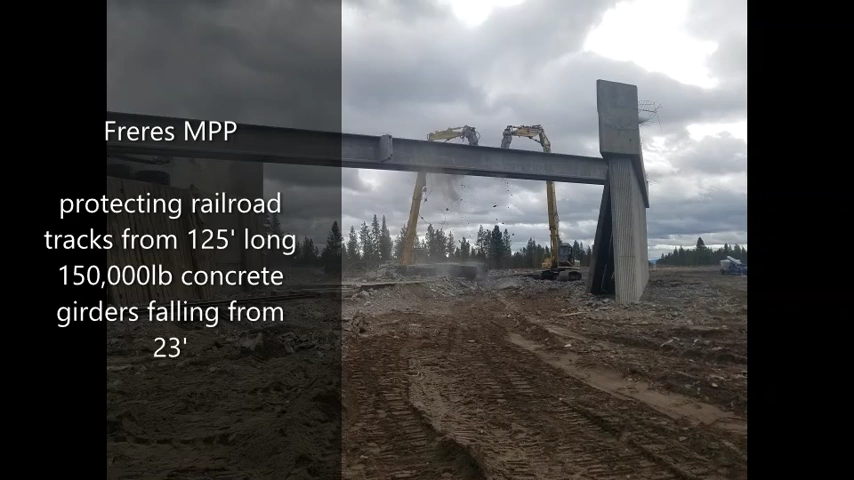 Freres MPP
protecting railroad
tracks from 125' long
150,000lb concrete
girders falling from
23'